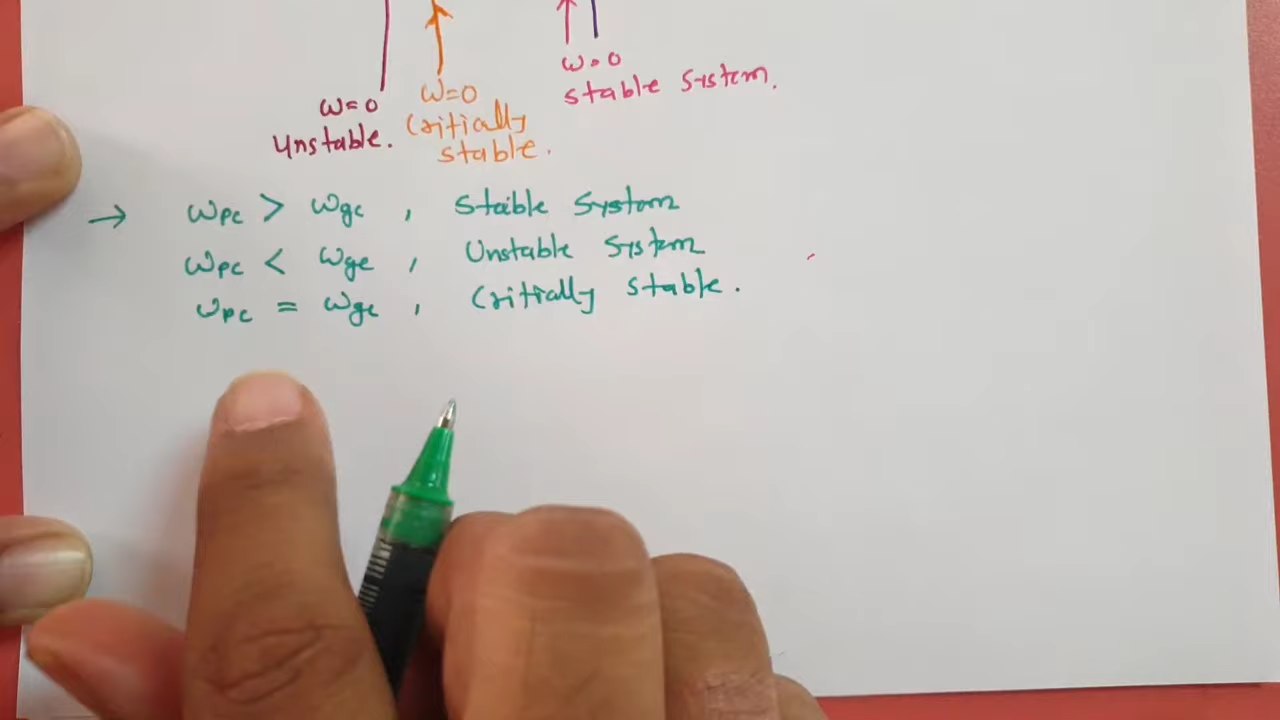 ω=0
unstable.
ω=0
Critially
stable.
ω=0
stable system.
→ ωpc > ωgc , Stable System
ωpc < ωgc , Unstable System
ωpc = ωgc , Critially stable.